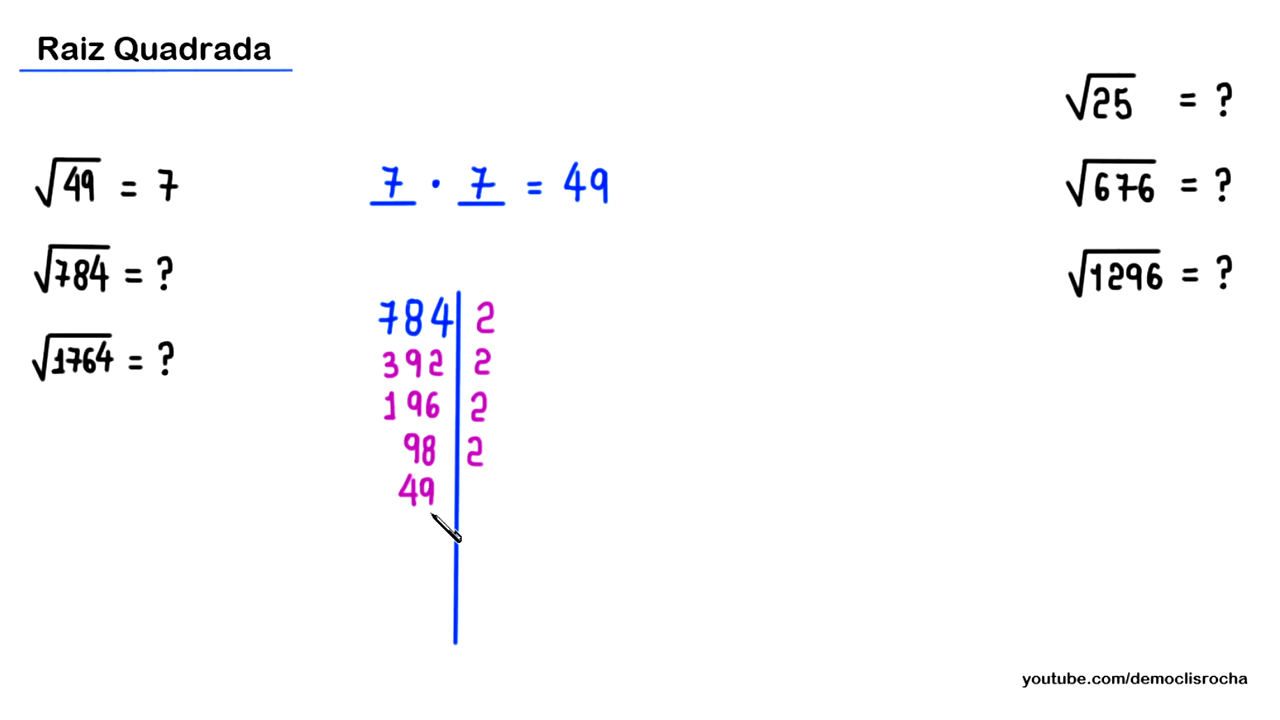 Raiz Quadrada
√49 = 7
√784 = ?
√1764 = ?
7 · 7 = 49
784 | 2
392 | 2
196 | 2
98 | 2
49
√25 = ?
√676 = ?
√1296 = ?
youtube.com/democlisrocha